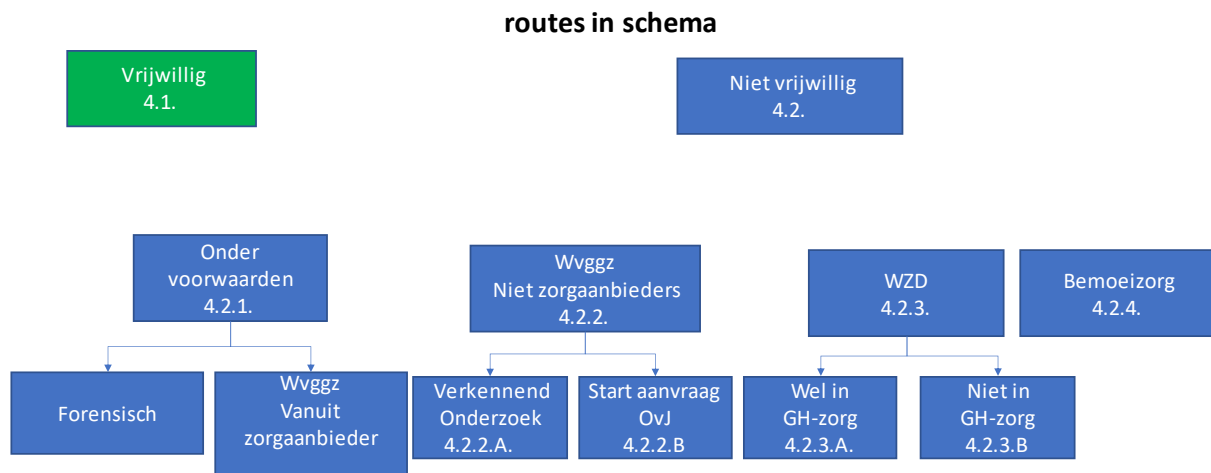 routes in schema
Vrijwillig
4.1.
Niet vrijwillig
4.2.
Onder
voorwaarden
4.2.1.
Wvggz
Niet zorgaanbieders
4.2.2.
WZD
4.2.3.
Bemoeizorg
4.2.4.
Forensisch
Wvggz
Vanuit
zorgaanbieder
Verkennend
Onderzoek
4.2.2.A.
Start aanvraag
OvJ
4.2.2.B
Wel in
GH-zorg
4.2.3.A.
Niet in
GH-zorg
4.2.3.B